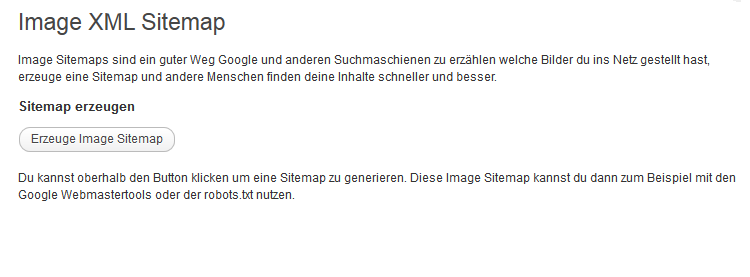 Image XML Sitemap
Image Sitemaps sind ein guter Weg Google und anderen Suchmaschienen zu erzählen welche Bilder du ins Netz gestellt hast,
erzeuge eine Sitemap und andere Menschen finden deine Inhalte schneller und besser.
Sitemap erzeugen
Erzeuge Image Sitemap
Du kannst oberhalb den Button klicken um eine Sitemap zu generieren. Diese Image Sitemap kannst du dann zum Beispiel mit den
Google Webmastertools oder der robots.txt nutzen.